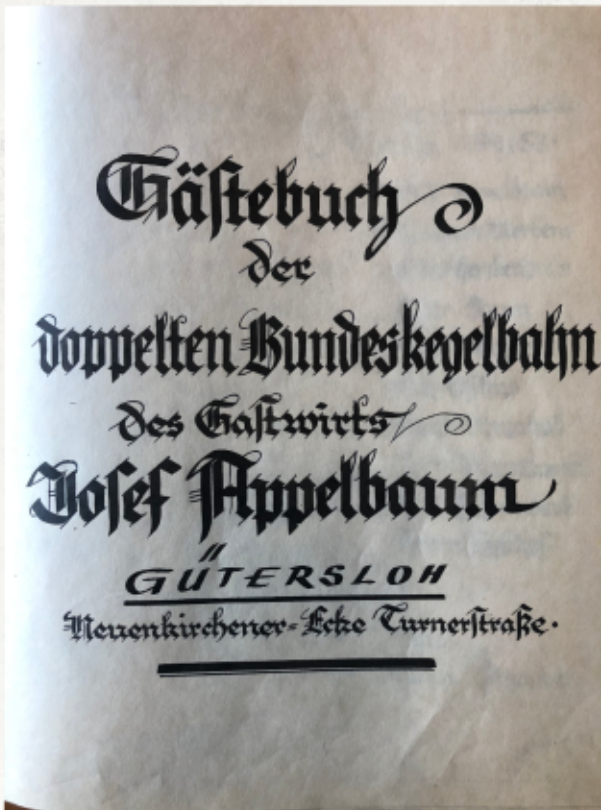 Gästebuch
der
doppelten Bundeskegelbahn
des Gastwirts
Josef Appelbaum
GÜTERSLOH
Neuenkirchener-Ecke Turnerstraße.